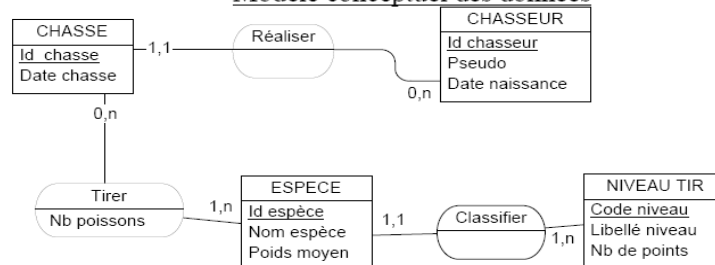 Modèle conceptuel des données
CHASSE
Id chasse
Date chasse
1,1
Réaliser
0,n
CHASSEUR
Id chasseur
Pseudo
Date naissance
0,n
Tirer
Nb poissons
1,n
ESPECE
Id espèce
Nom espèce
Poids moyen
1,1
Classifier
1,n
NIVEAU TIR
Code niveau
Libellé niveau
Nb de points